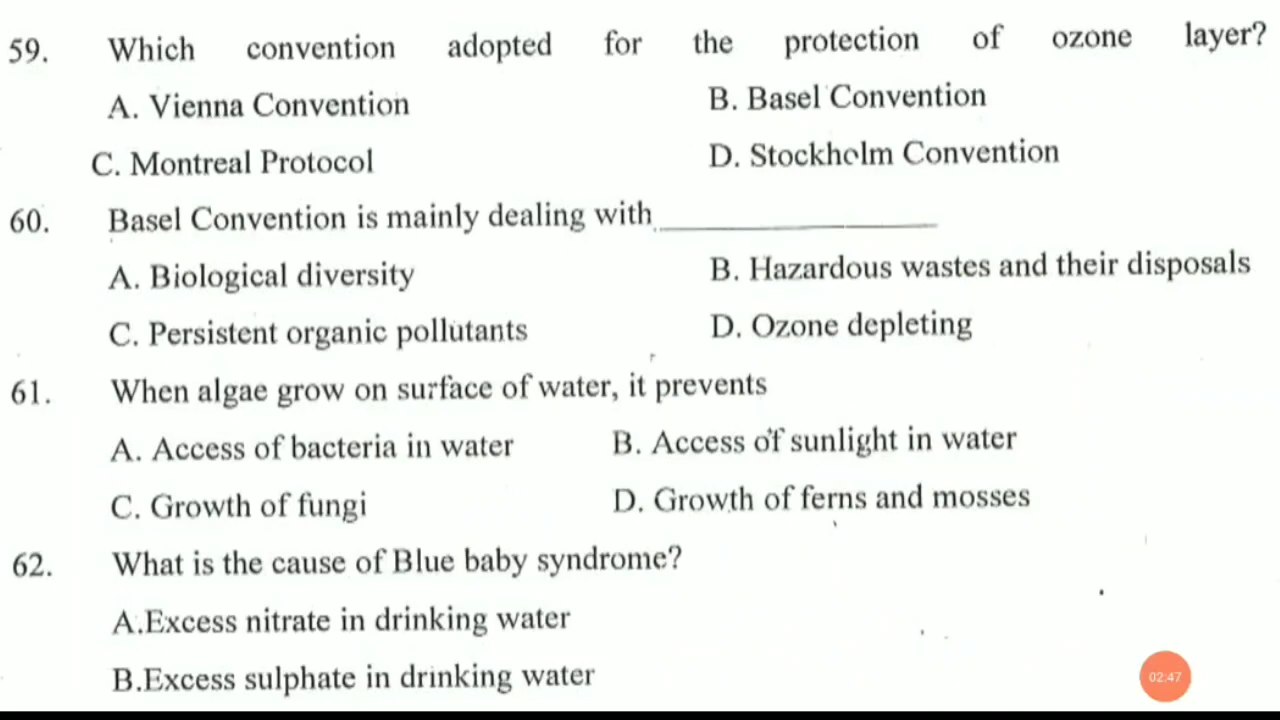 59. Which convention adopted for the protection of ozone layer?
A. Vienna Convention B. Basel Convention
C. Montreal Protocol D. Stockholm Convention
60. Basel Convention is mainly dealing with
A. Biological diversity B. Hazardous wastes and their disposals
C. Persistent organic pollutants D. Ozone depleting
61. When algae grow on surface of water, it prevents
A. Access of bacteria in water B. Access of sunlight in water
C. Growth of fungi D. Growth of ferns and mosses
62. What is the cause of Blue baby syndrome?
A.Excess nitrate in drinking water
B.Excess sulphate in drinking water
02:47